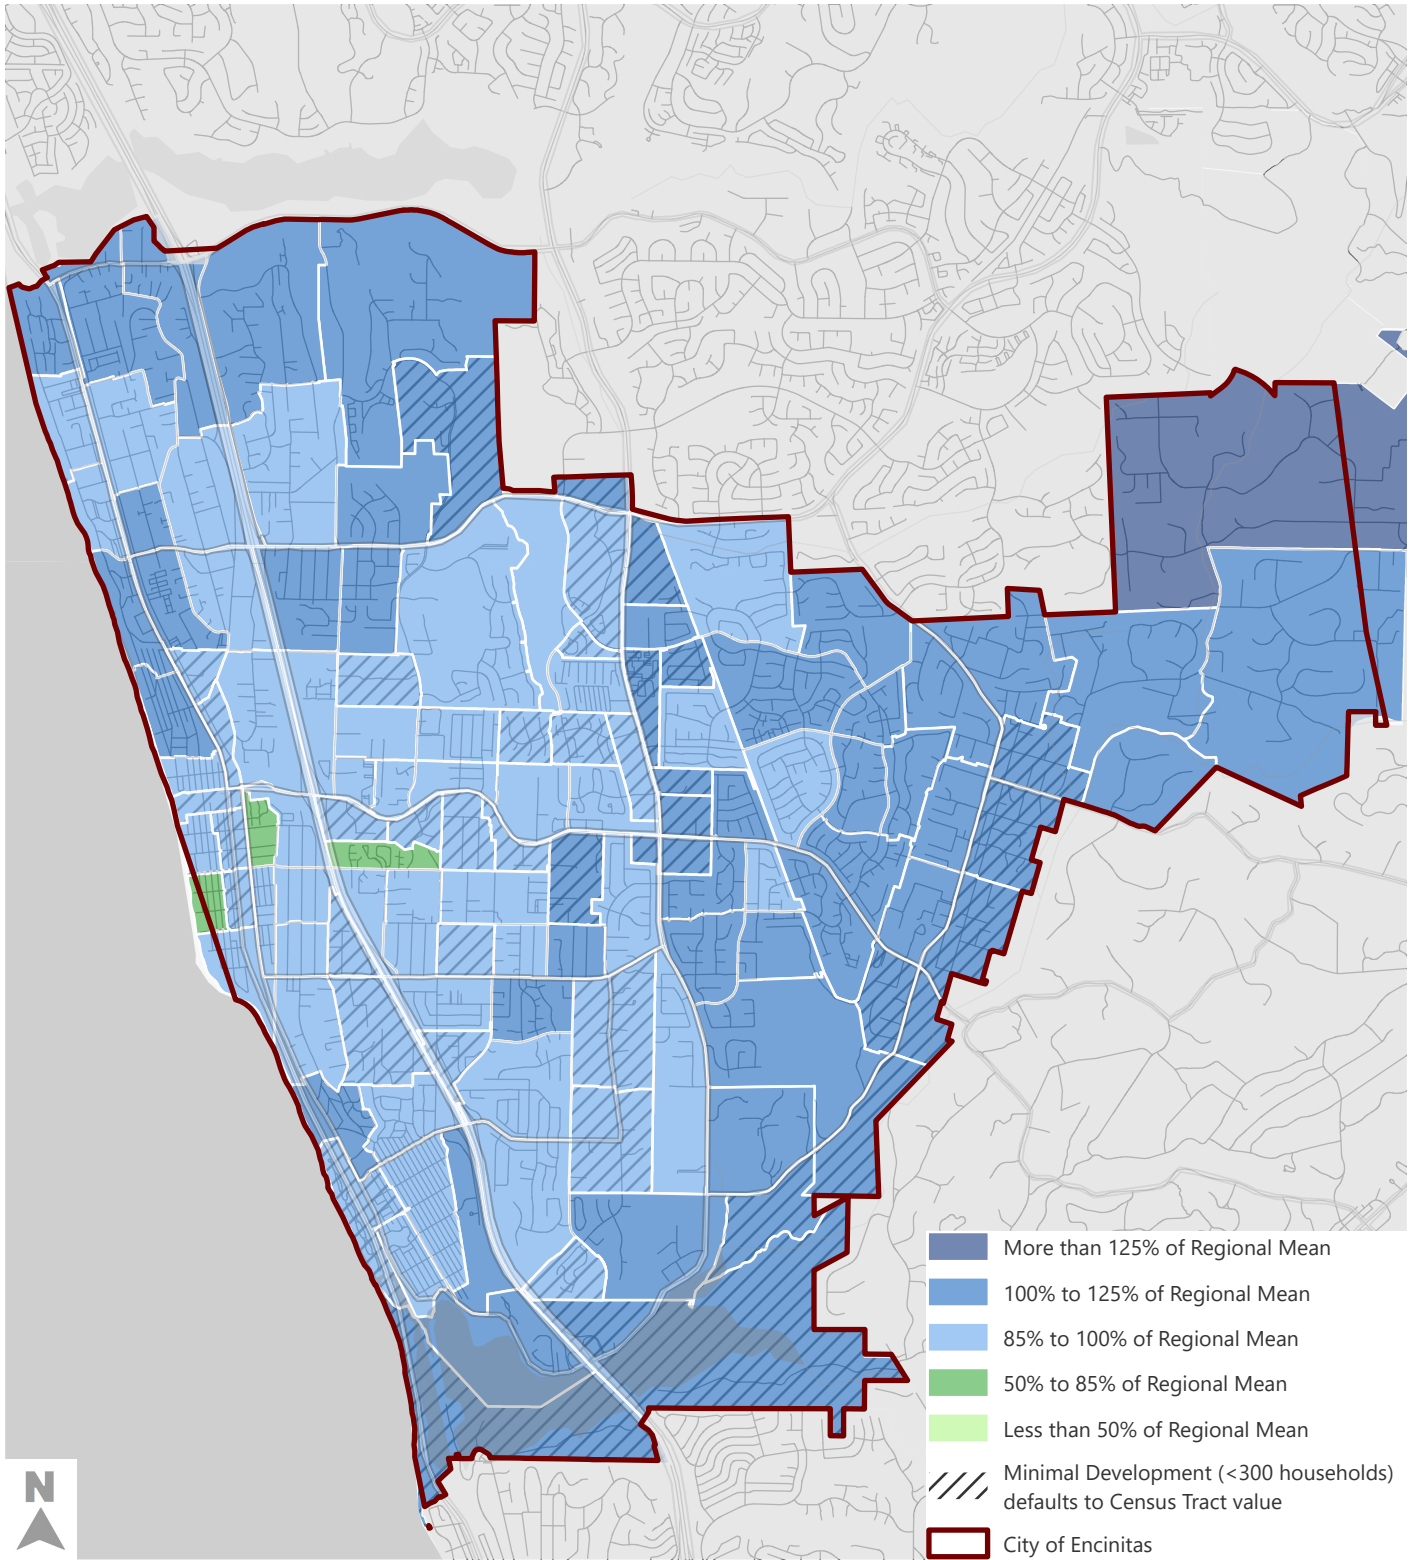 More than 125% of Regional Mean
100% to 125% of Regional Mean
85% to 100% of Regional Mean
50% to 85% of Regional Mean
Less than 50% of Regional Mean
Minimal Development (<300 households)
defaults to Census Tract value
City of Encinitas
N